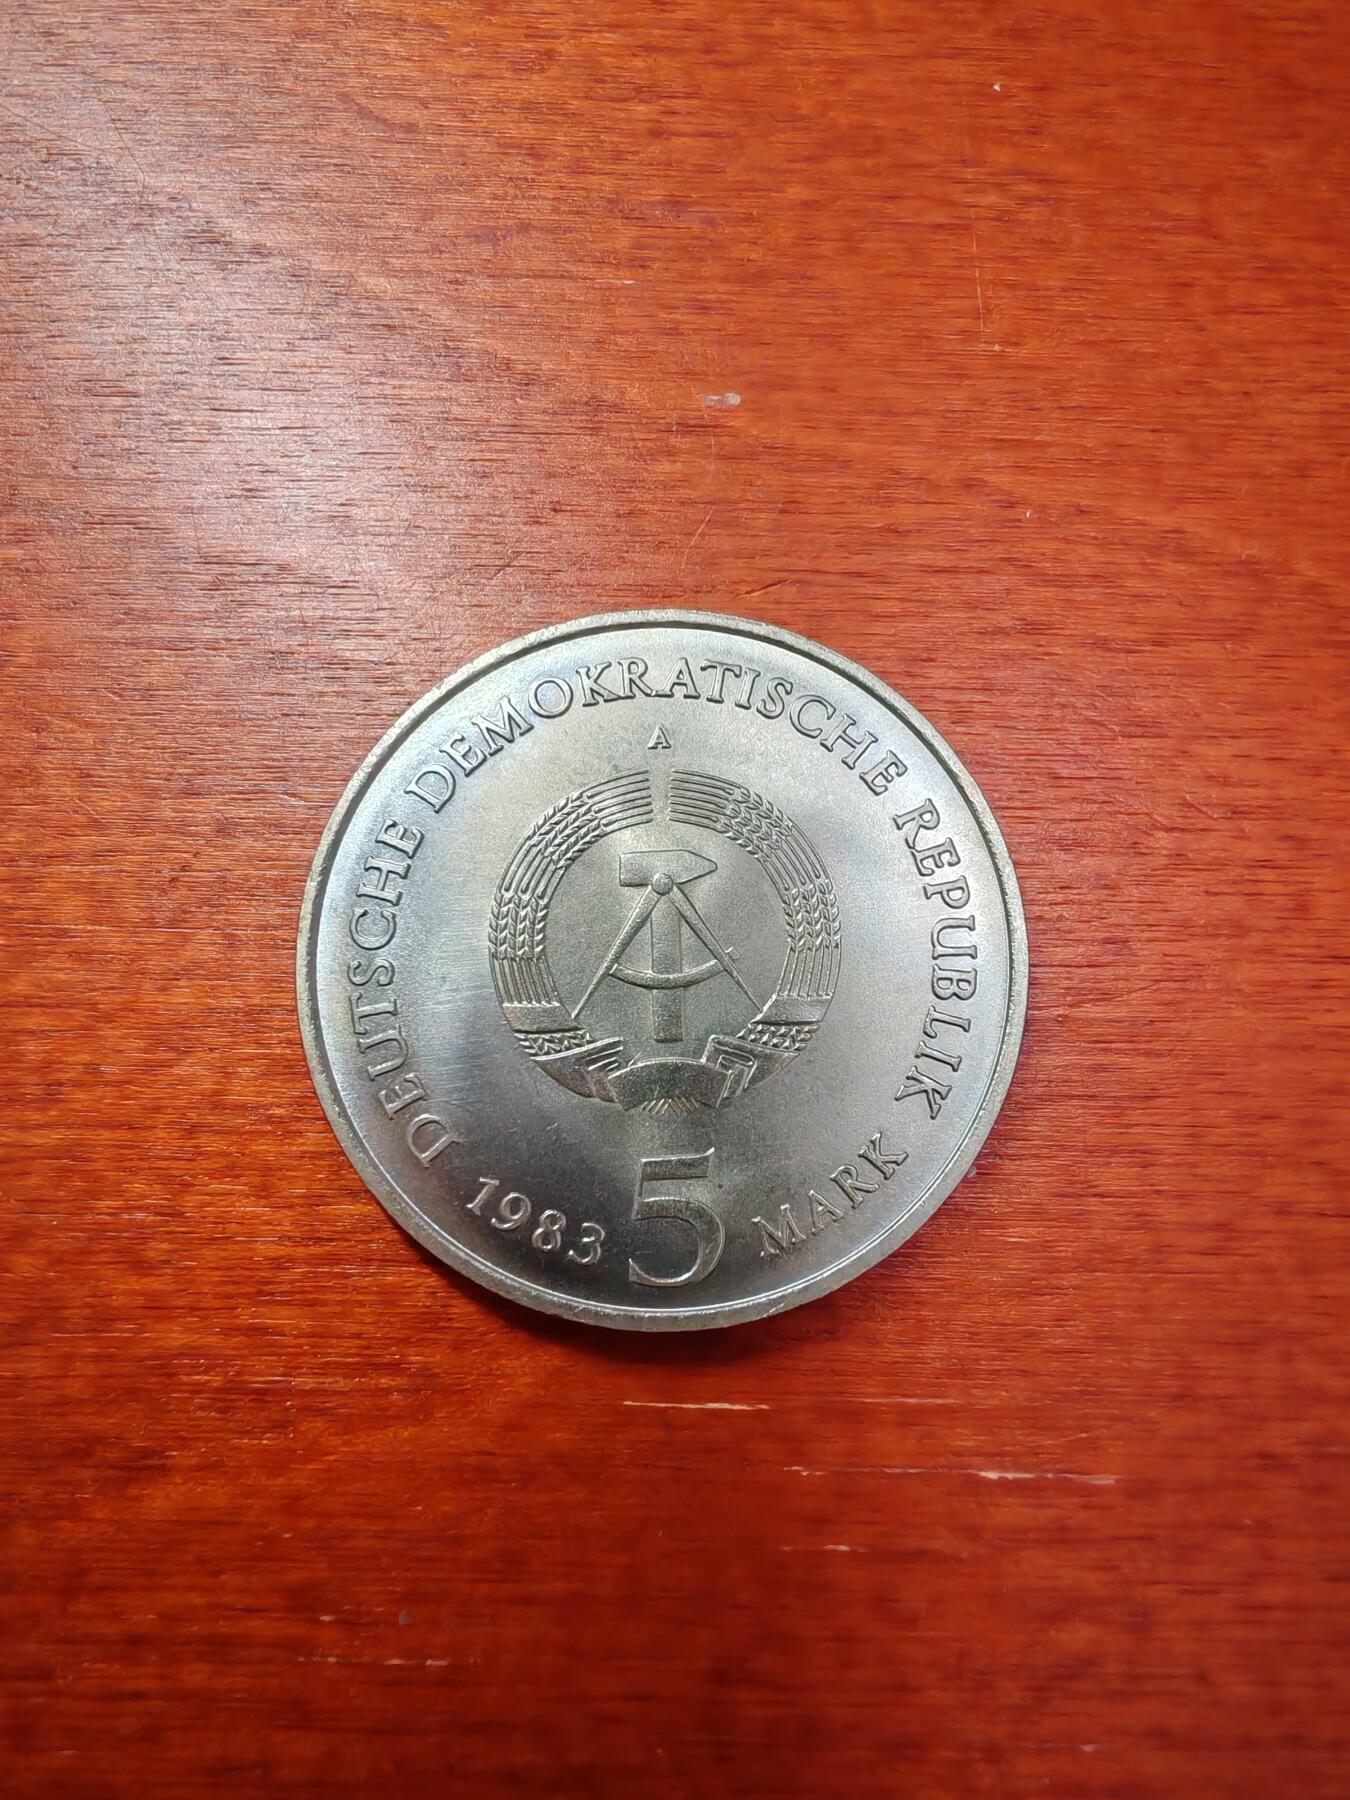 DEUTSCHE DEMOKRATISCHE REPUBLIK
A
1983 5 MARK